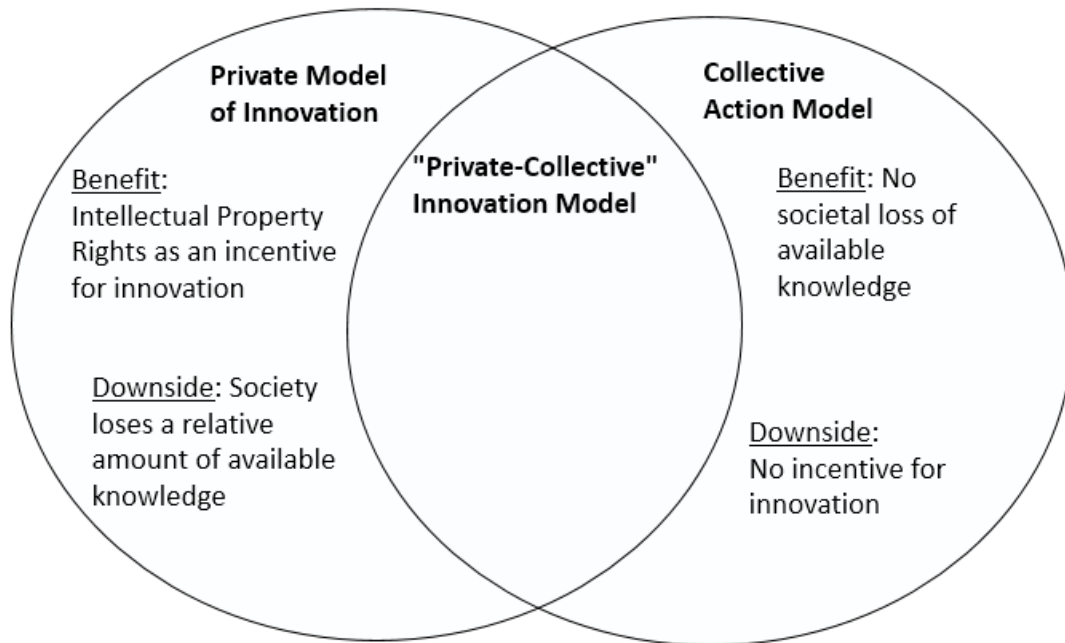 Private Model
of Innovation
Benefit:
Intellectual Property
Rights as an incentive
for innovation
Downside: Society
loses a relative
amount of available
knowledge
"Private-Collective"
Innovation Model
Collective
Action Model
Benefit: No
societal loss of
available
knowledge
Downside:
No incentive for
innovation